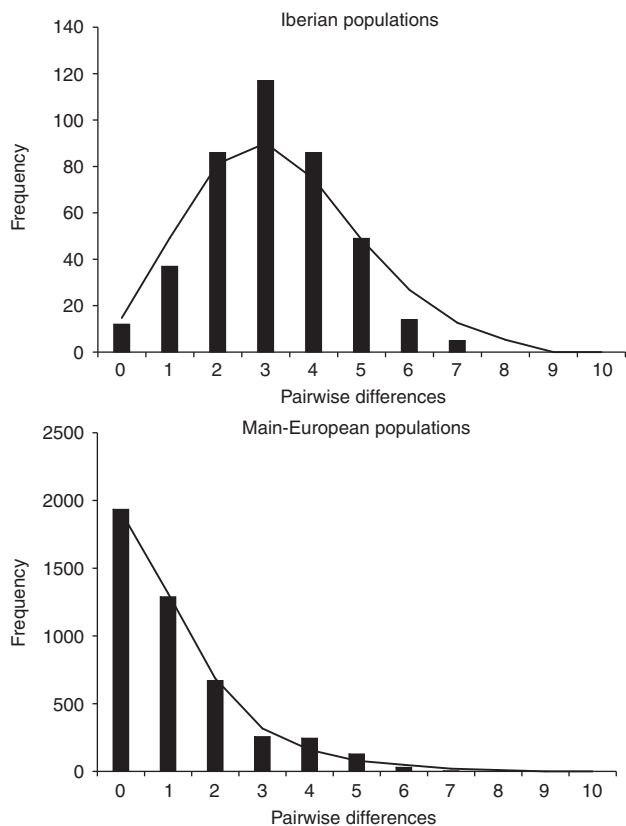 Iberian populations
140
120
100
80
60
40
20
0
Frequency
0 1 2 3 4 5 6 7 8 9 10
Pairwise differences
Main-European populations
2500
2000
1500
1000
500
0
Frequency
0 1 2 3 4 5 6 7 8 9 10
Pairwise differences